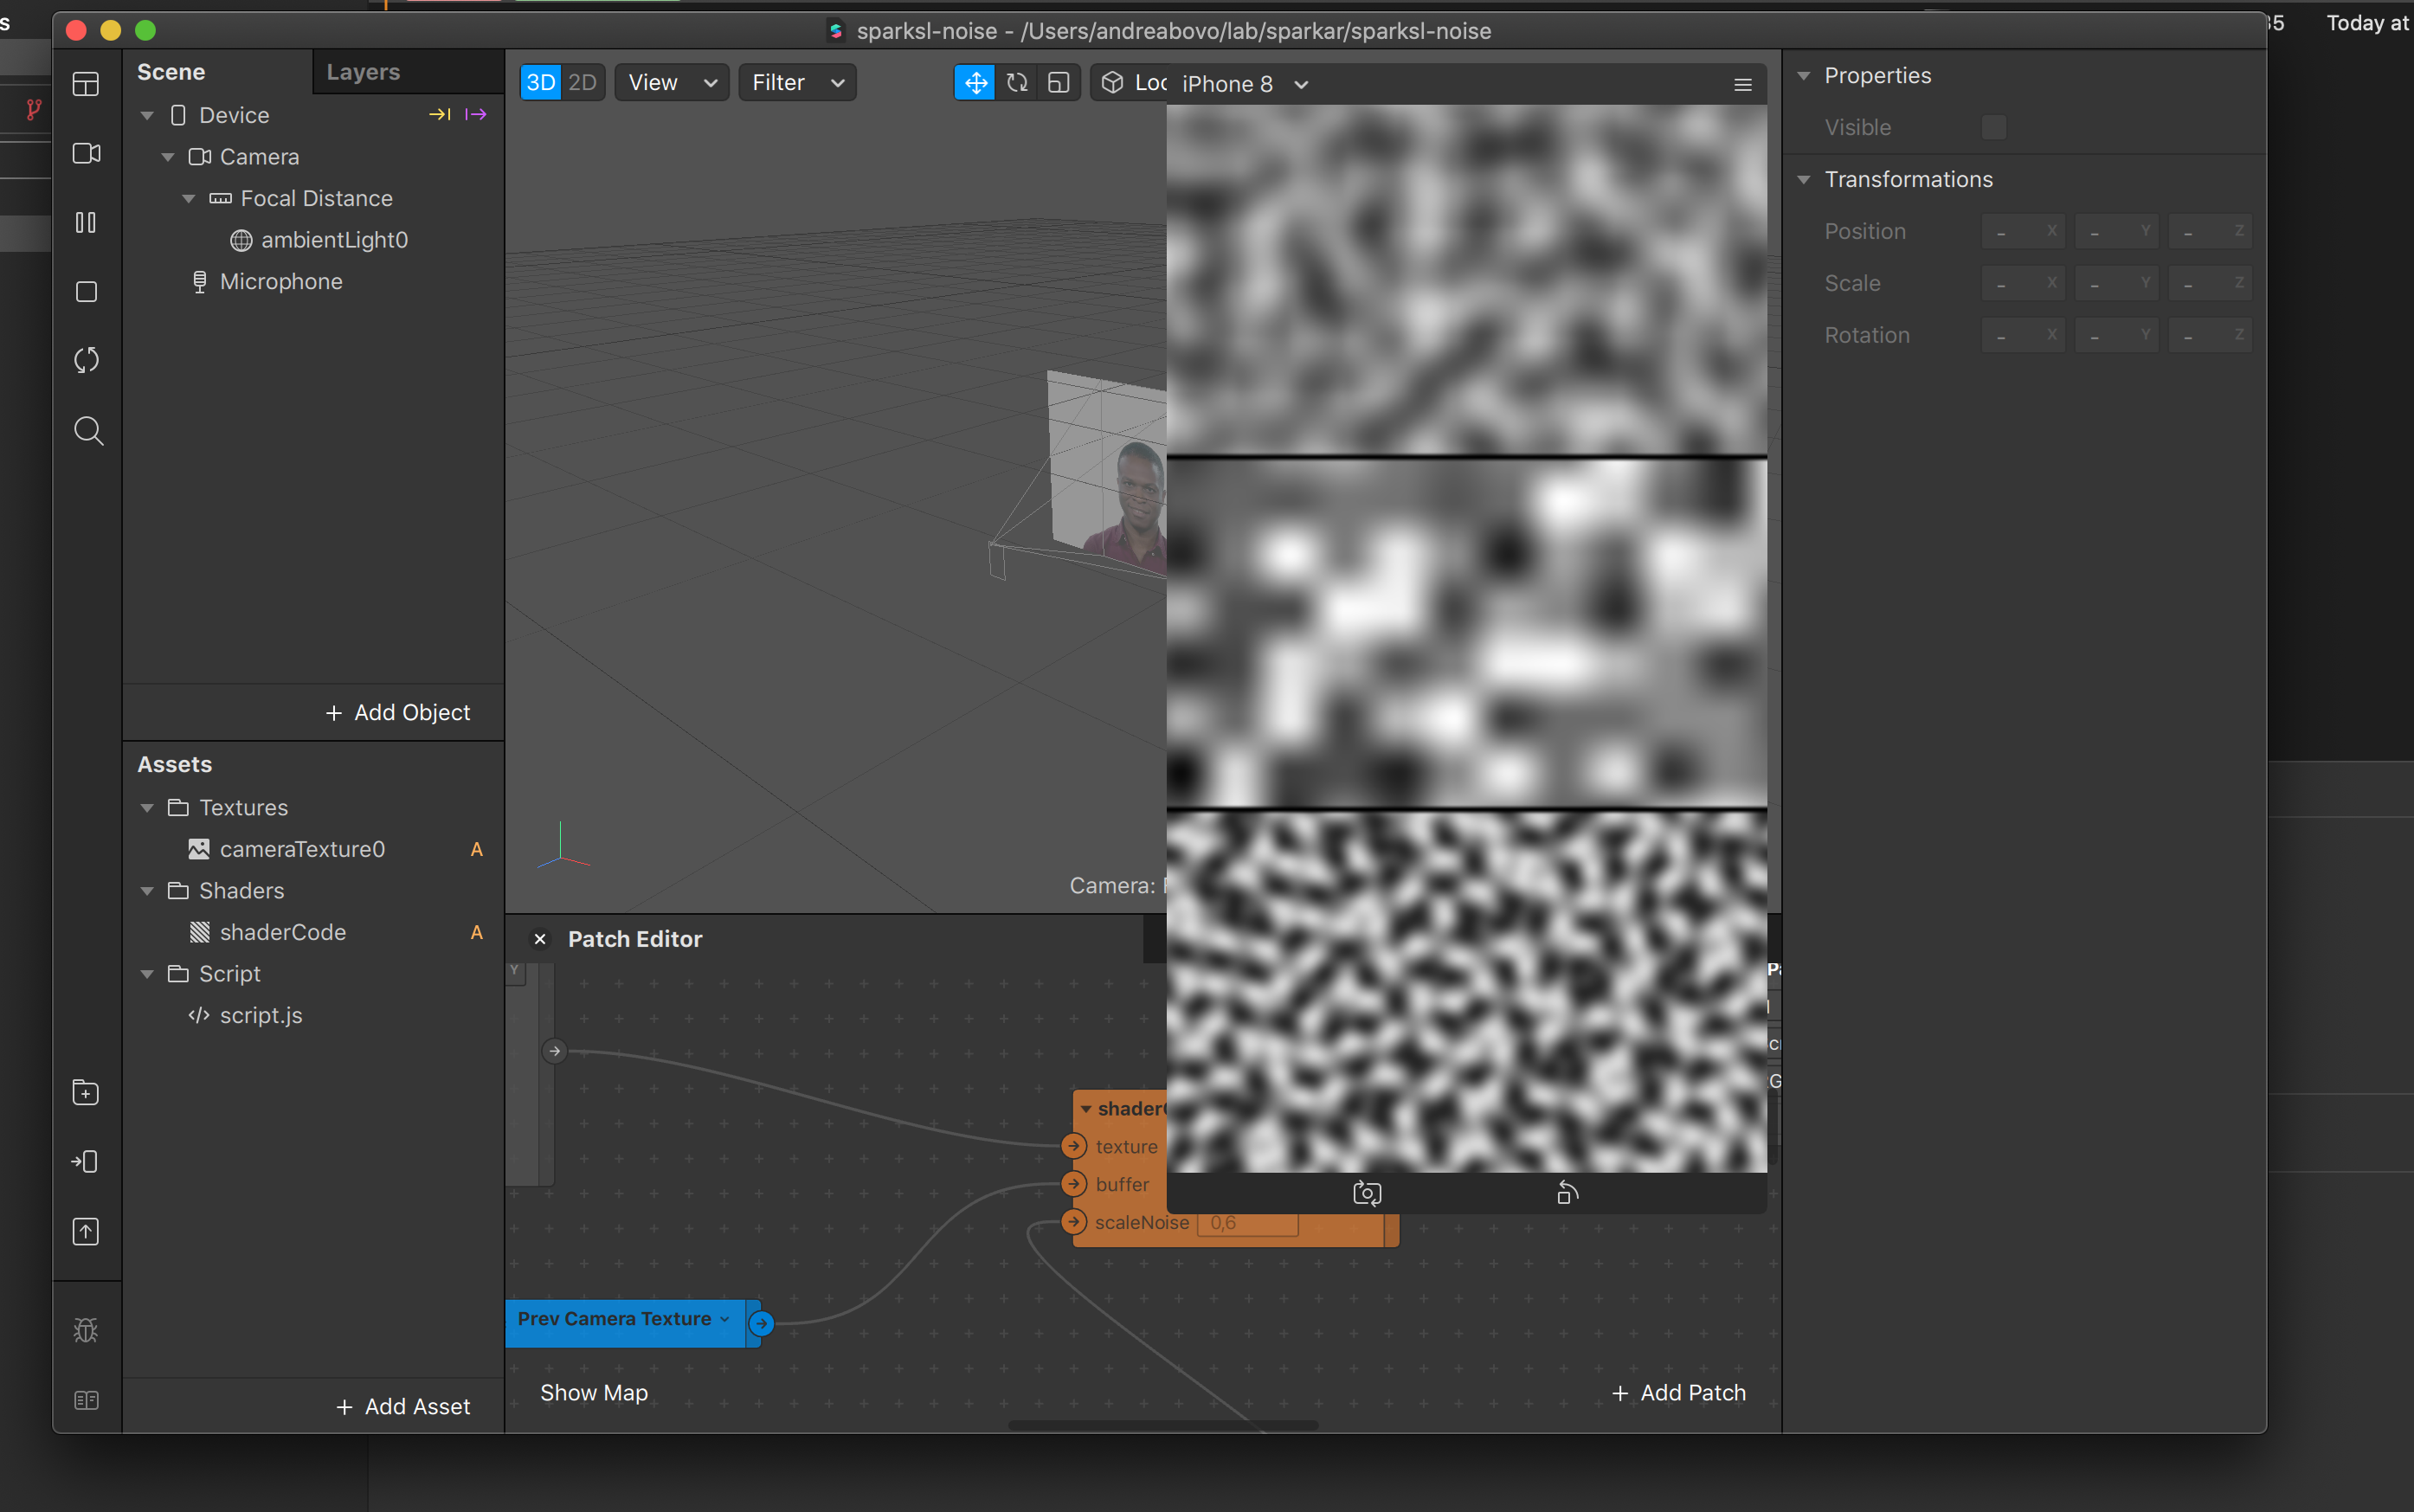 s
sparksl-noise - /Users/andreabovo/lab/sparkar/sparksl-noise
35
Today at
Scene
Layers
Device
Camera
Focal Distance
ambientLight0
Microphone
+ Add Object
Assets
Textures
cameraTexture0 A
Shaders
shaderCode A
Script
script.js
+ Add Asset
3D 2D
View
Filter
Loc
iPhone 8
Camera: F
Patch Editor
Y
shaderC
texture
buffer
scaleNoise 0,6
Prev Camera Texture
Show Map
+ Add Patch
Properties
Visible
Transformations
Position - X - Y - Z
Scale - X - Y - Z
Rotation - X - Y - Z